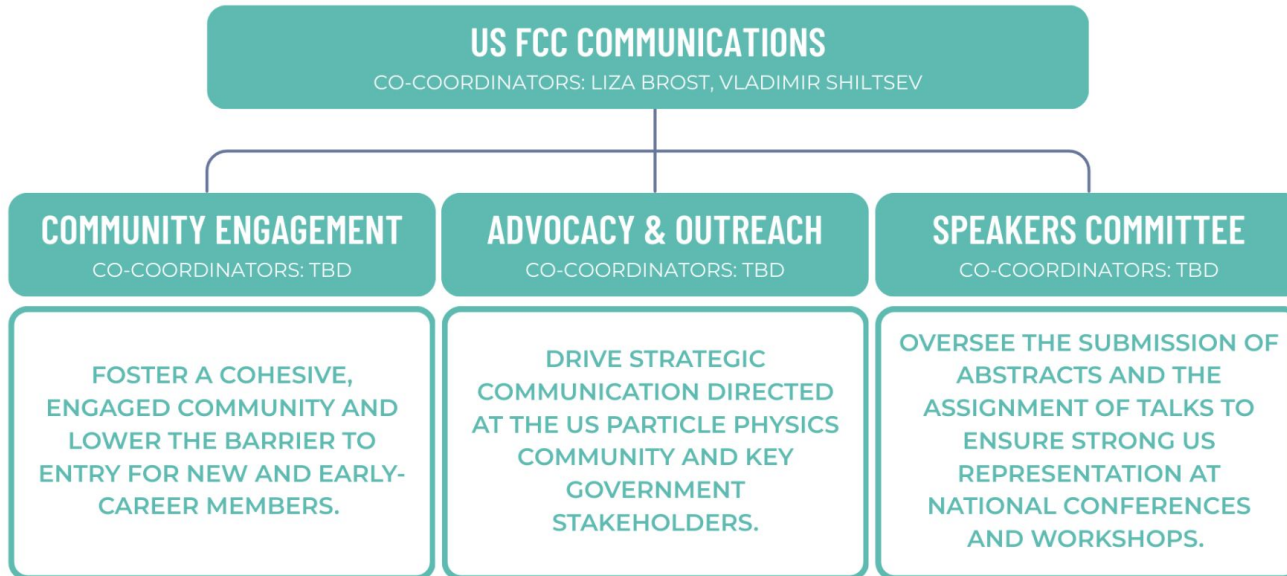 US FCC COMMUNICATIONS
CO-COORDINATORS: LIZA BROST, VLADIMIR SHILTSEV
COMMUNITY ENGAGEMENT
CO-COORDINATORS: TBD
FOSTER A COHESIVE,
ENGAGED COMMUNITY AND
LOWER THE BARRIER TO
ENTRY FOR NEW AND EARLY-
CAREER MEMBERS.
ADVOCACY & OUTREACH
CO-COORDINATORS: TBD
DRIVE STRATEGIC
COMMUNICATION DIRECTED
AT THE US PARTICLE PHYSICS
COMMUNITY AND KEY
GOVERNMENT
STAKEHOLDERS.
SPEAKERS COMMITTEE
CO-COORDINATORS: TBD
OVERSEE THE SUBMISSION OF
ABSTRACTS AND THE
ASSIGNMENT OF TALKS TO
ENSURE STRONG US
REPRESENTATION AT
NATIONAL CONFERENCES
AND WORKSHOPS.